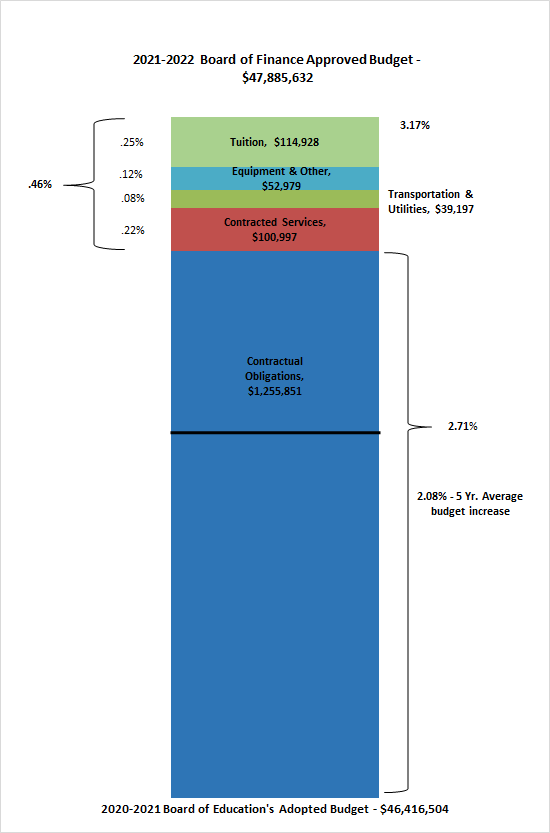 2021-2022 Board of Finance Approved Budget -
$47,885,632
3.17%
.25%
Tuition, $114,928
.12%
Equipment & Other,
$52,979
.46%
.08%
Transportation &
Utilities, $39,197
.22%
Contracted Services,
$100,997
Contractual
Obligations,
$1,255,851
2.71%
2.08% - 5 Yr. Average
budget increase
2020-2021 Board of Education's Adopted Budget - $46,416,504